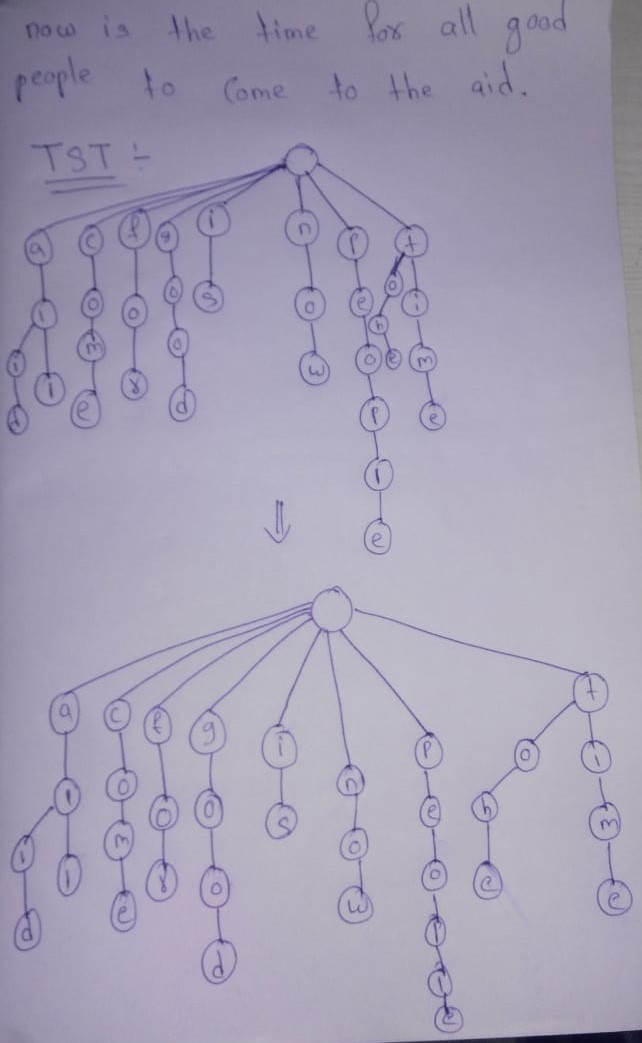 now is the time for all good
people to come to the aid.
TST :-
a c f g i n p t
l o o o s o e o i
i l m r o w o h e m
d e d p e
l
e
⇓
a c f g i n p t
l o o o s o e o i
i l m r o w o h m
d e d p e e
l
e